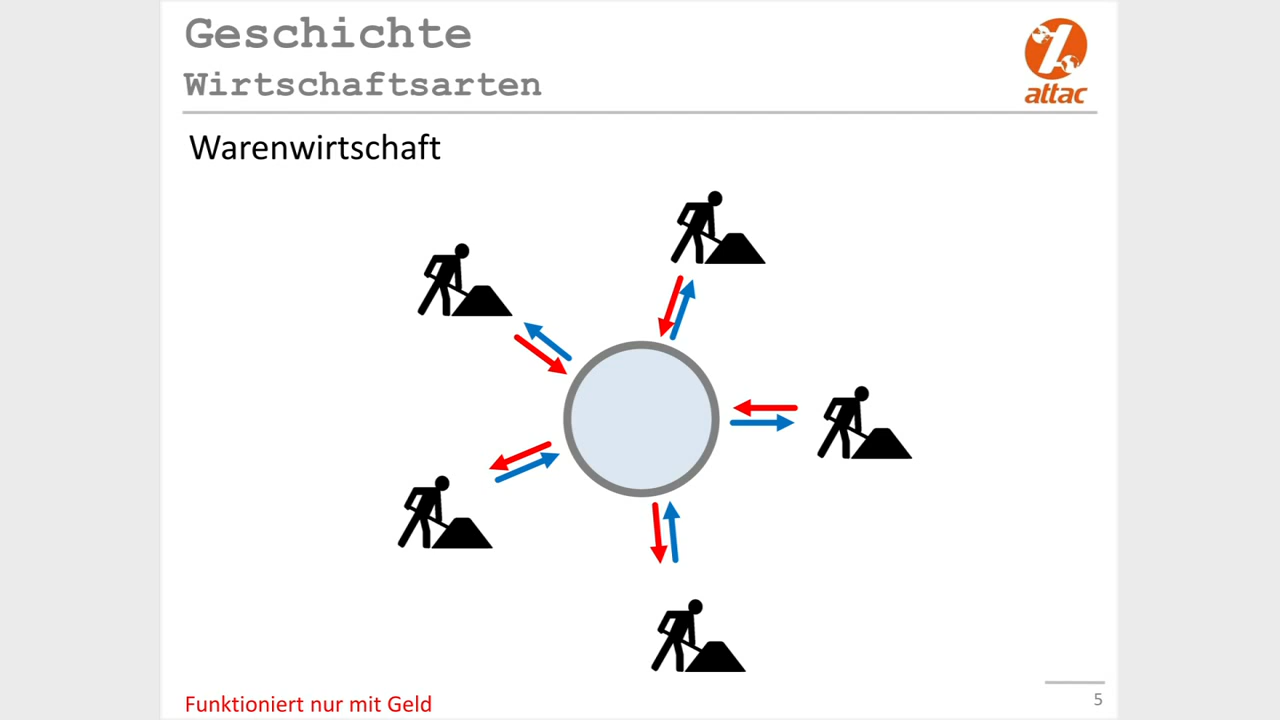 Geschichte
Wirtschaftsarten
attac
Warenwirtschaft
Funktioniert nur mit Geld
5